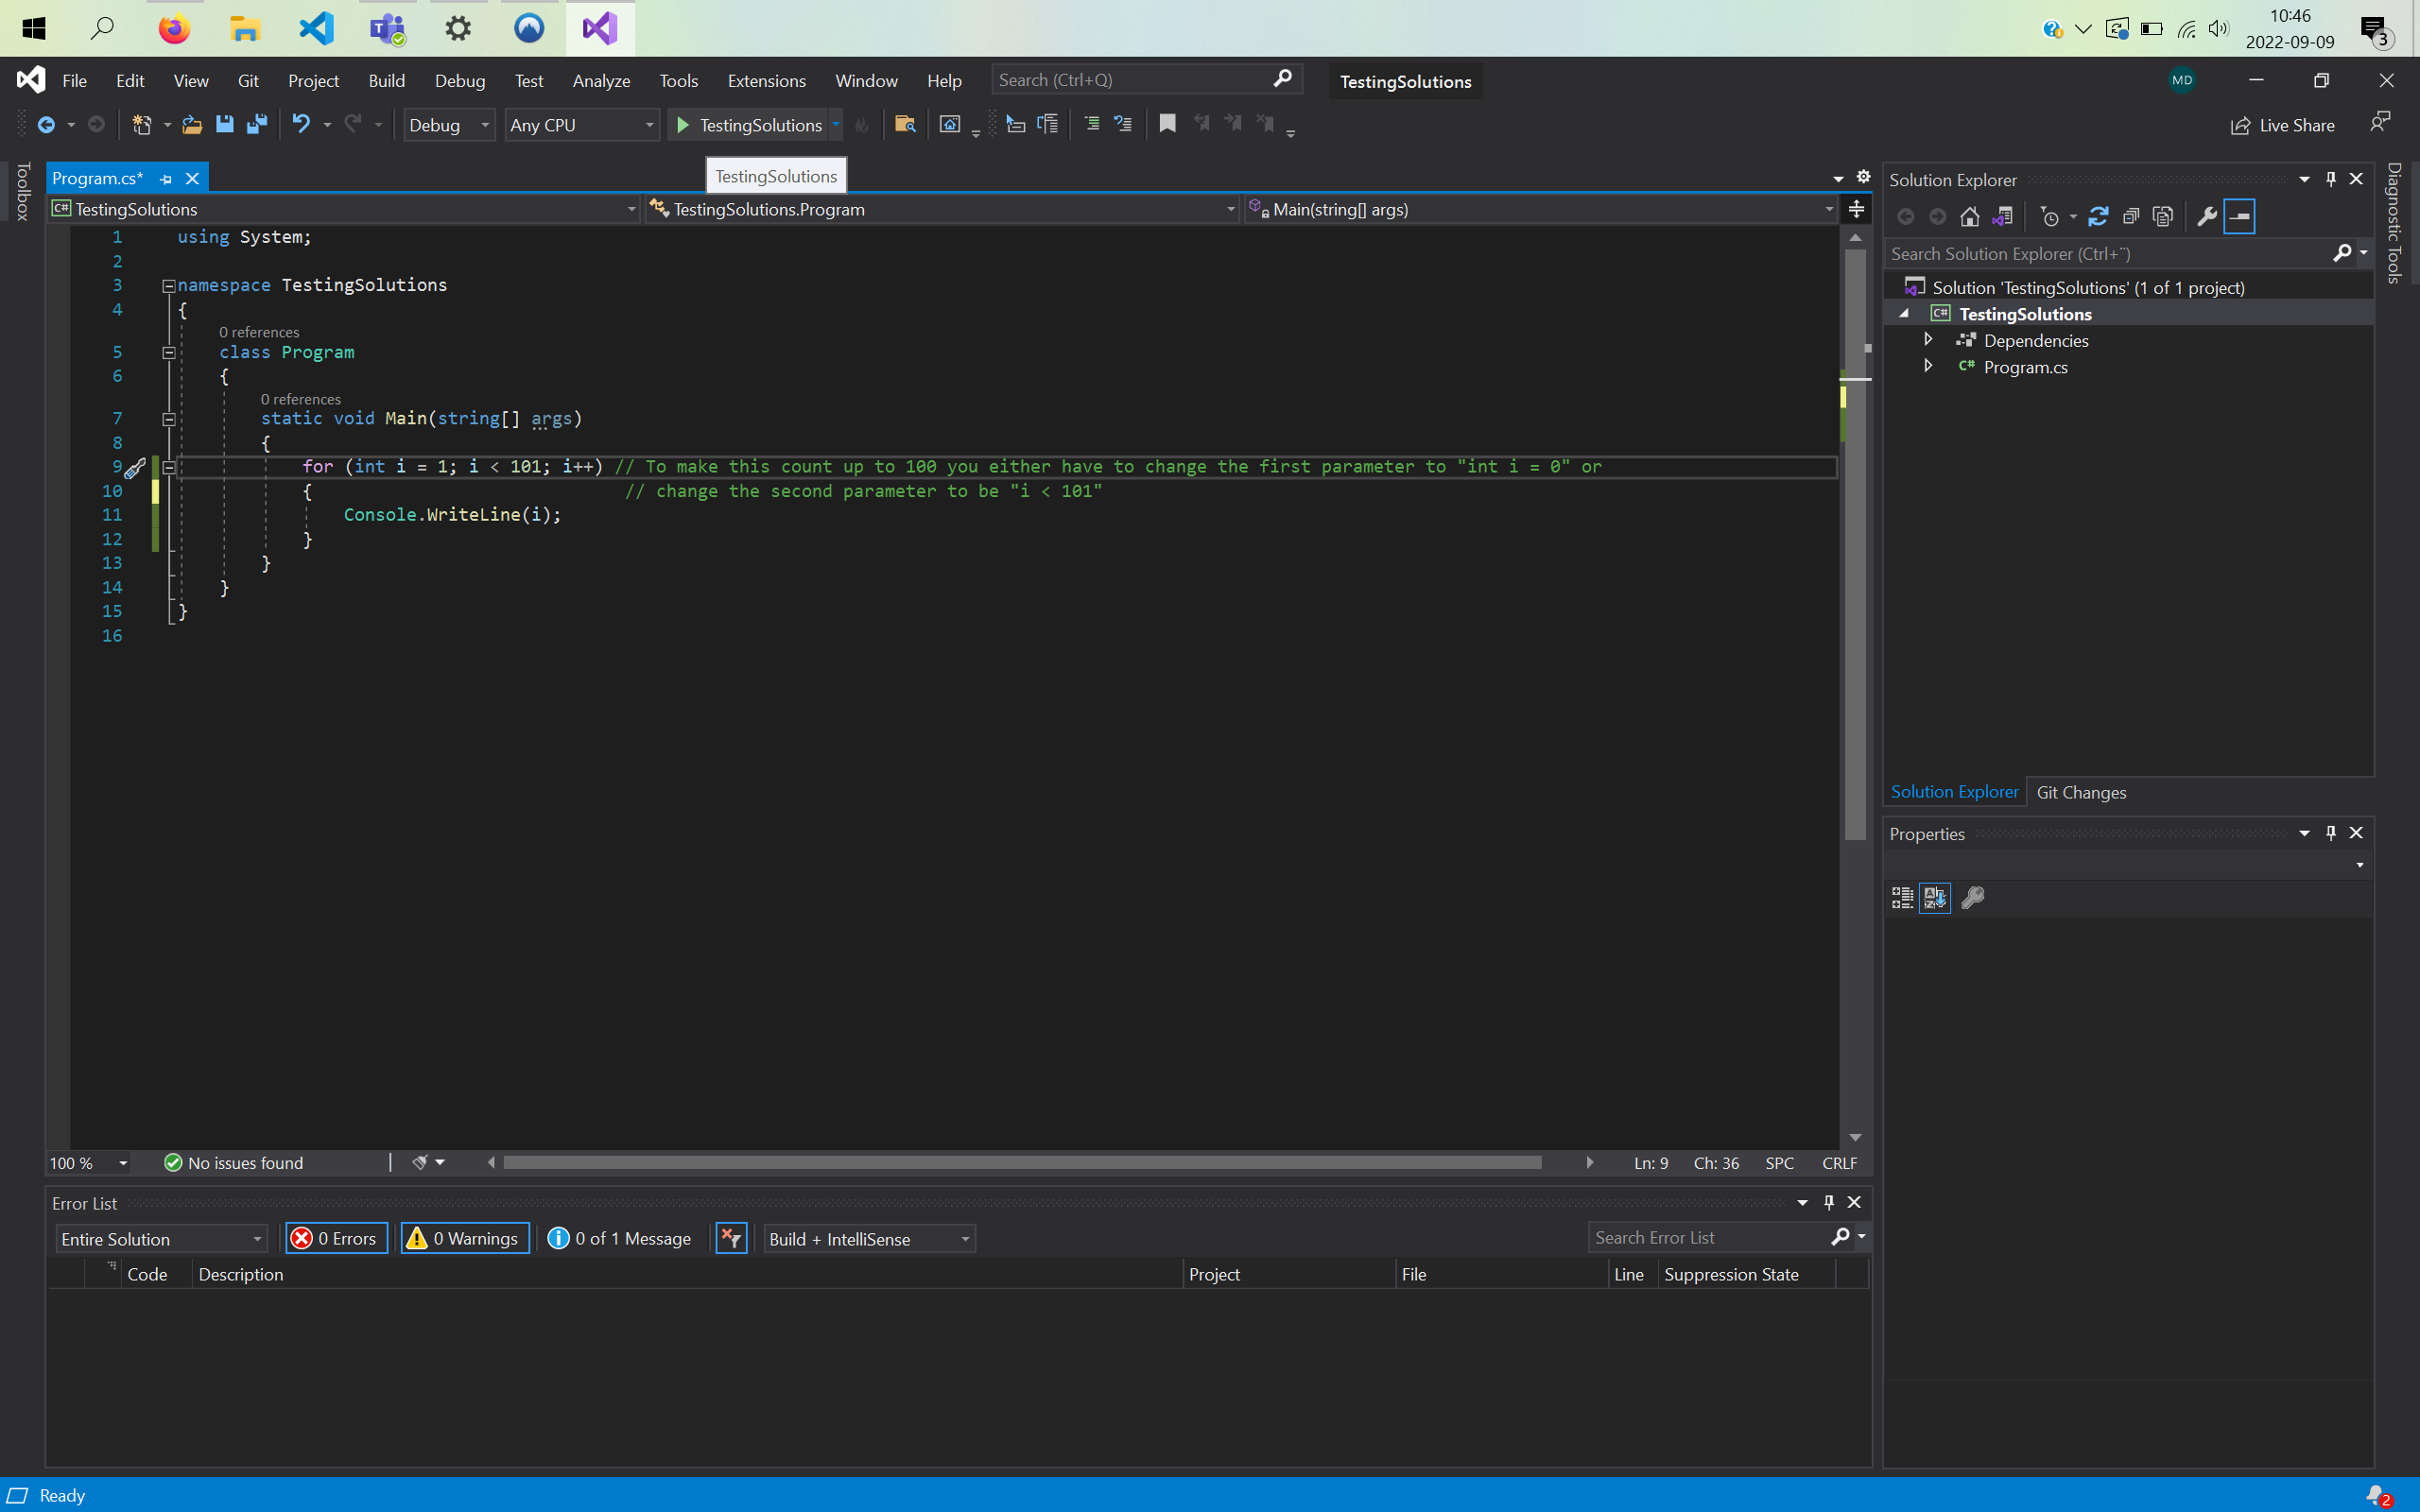 10:46
2022-09-09
3
File Edit View Git Project Build Debug Test Analyze Tools Extensions Window Help Search (Ctrl+Q) TestingSolutions MD
Debug Any CPU TestingSolutions Live Share
TestingSolutions
Toolbox
Program.cs*
TestingSolutions TestingSolutions.Program Main(string[] args)
1 using System;
2
3 namespace TestingSolutions
4 {
0 references
5 class Program
6 {
0 references
7 static void Main(string[] args)
8 {
9 for (int i = 1; i < 101; i++) // To make this count up to 100 you either have to change the first parameter to "int i = 0" or
10 { // change the second parameter to be "i < 101"
11 Console.WriteLine(i);
12 }
13 }
14 }
15 }
16
100 % No issues found Ln: 9 Ch: 36 SPC CRLF
Error List
Entire Solution 0 Errors 0 Warnings 0 of 1 Message Build + IntelliSense Search Error List
Code Description Project File Line Suppression State
Solution Explorer
Search Solution Explorer (Ctrl+¨)
Solution 'TestingSolutions' (1 of 1 project)
C# TestingSolutions
Dependencies
C# Program.cs
Solution Explorer Git Changes
Properties
Diagnostic Tools
Ready
2